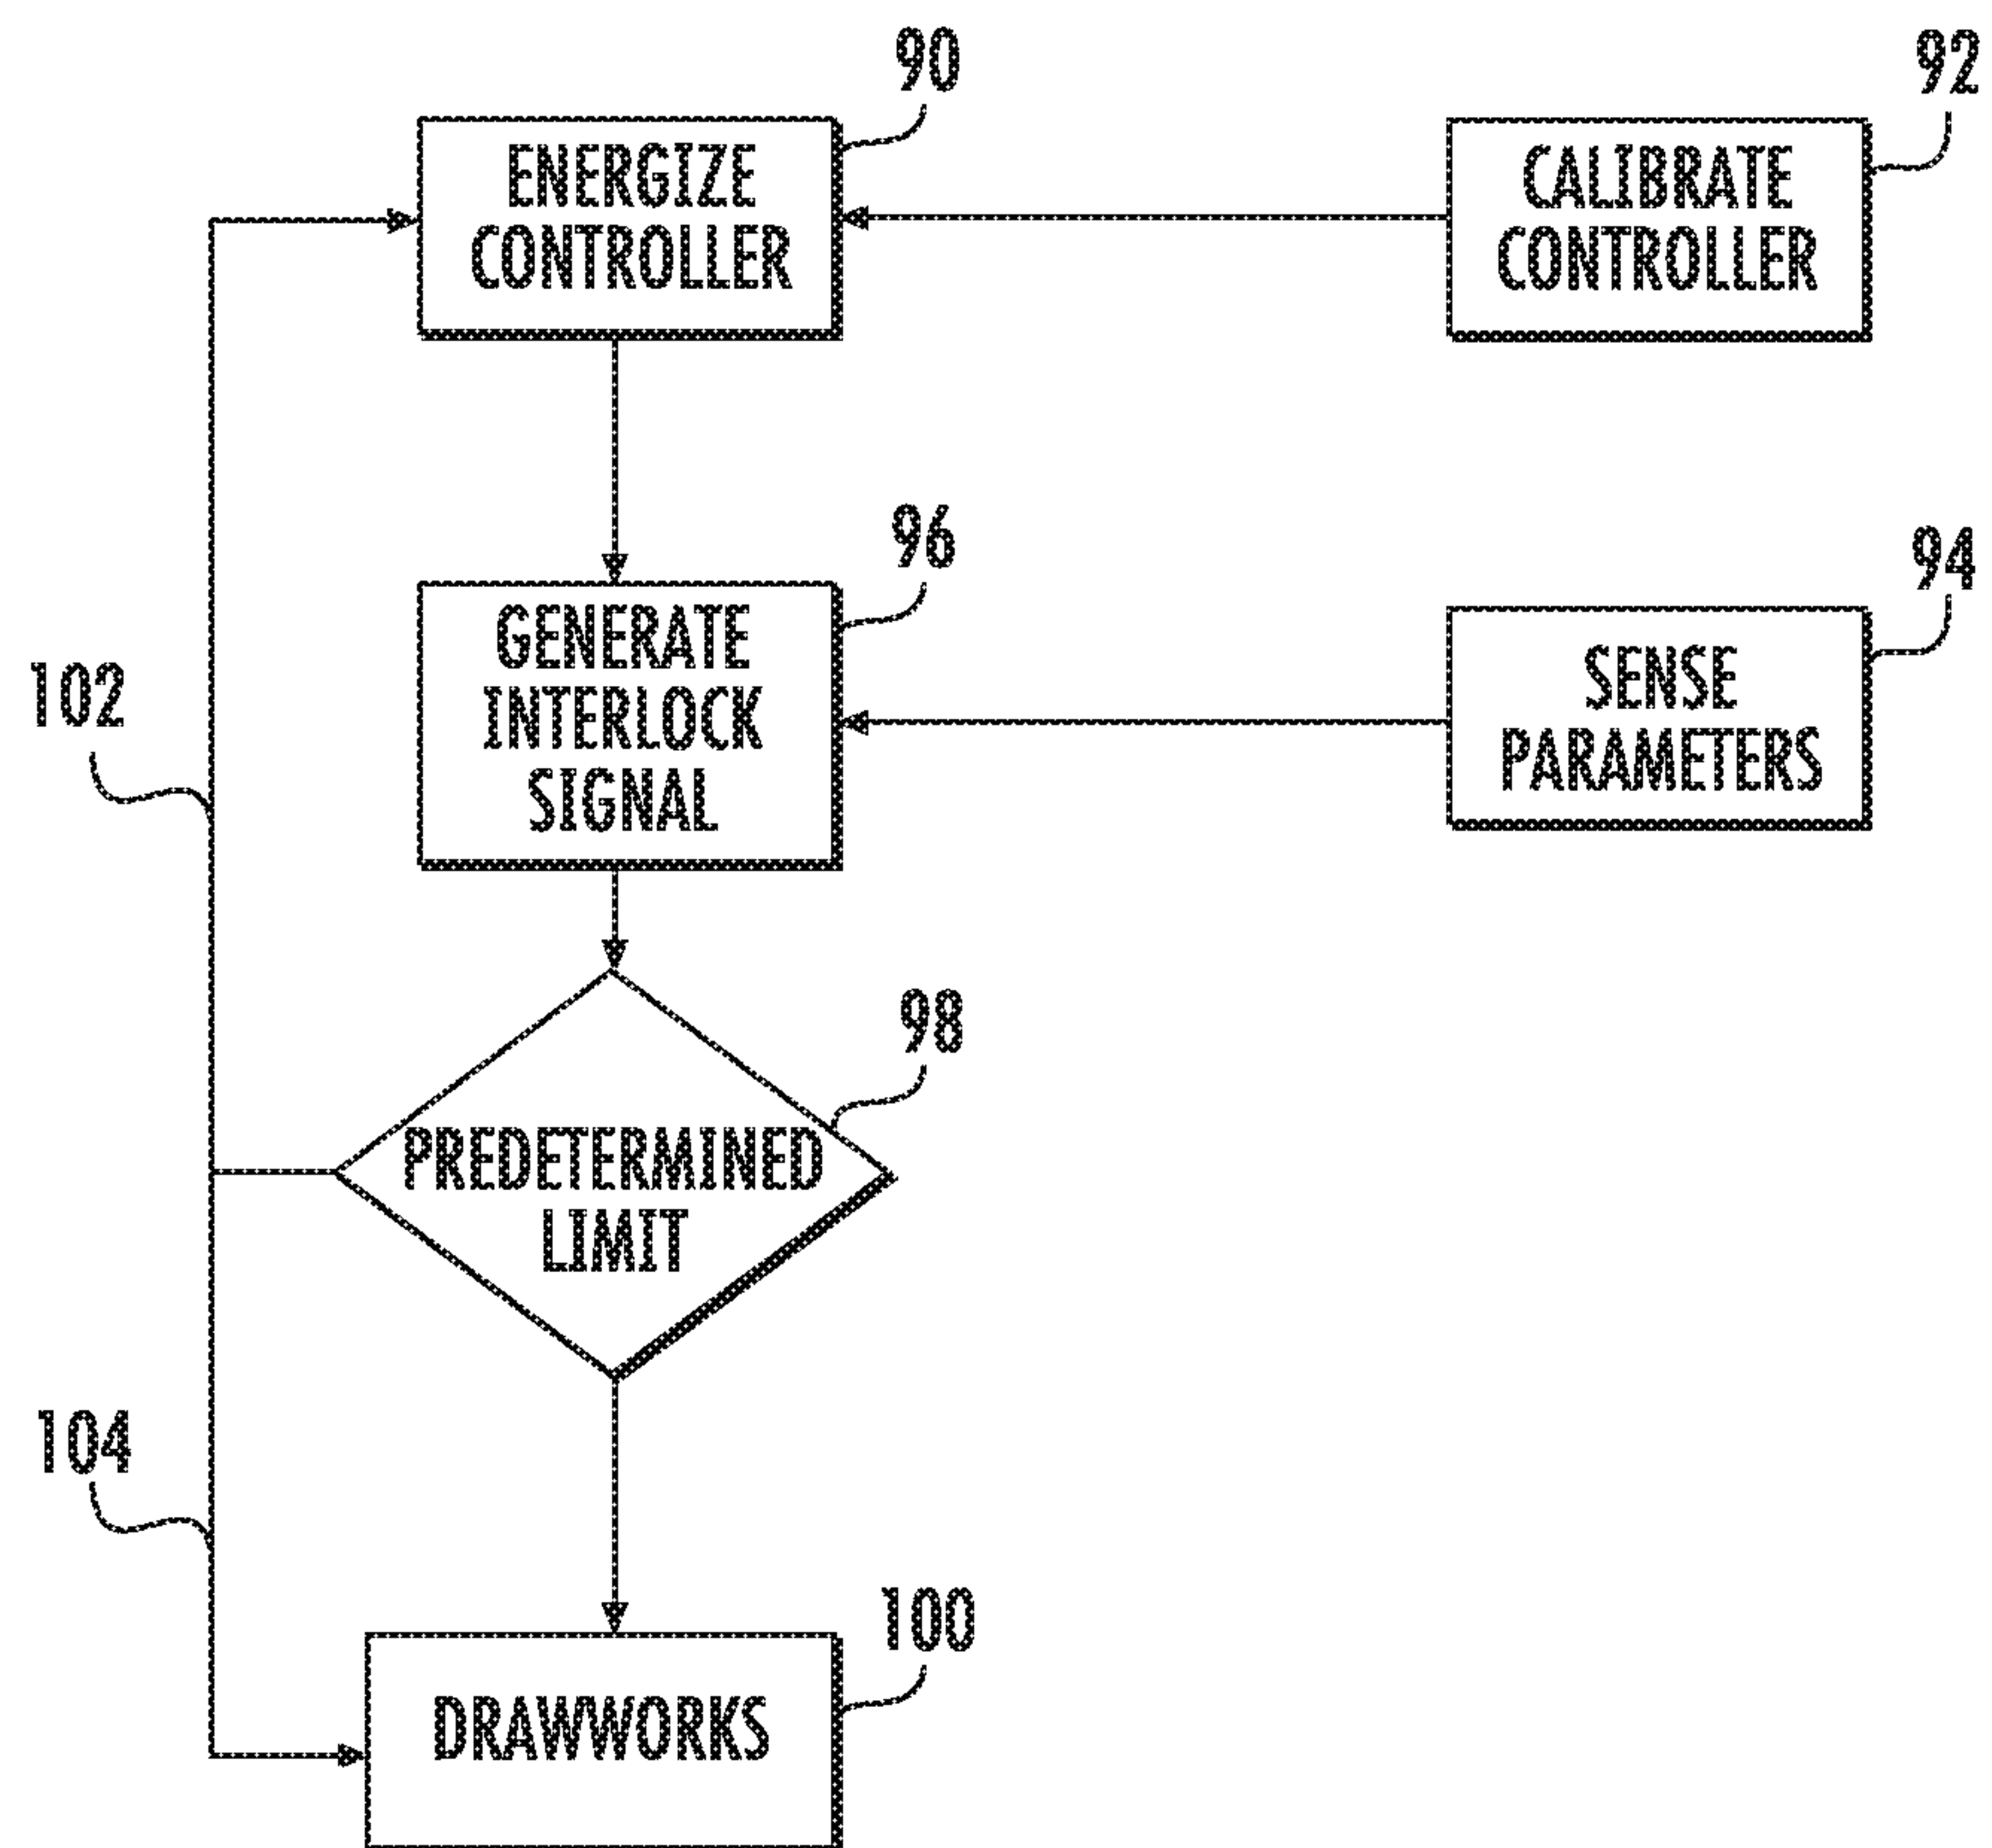 90
92
ENERGIZE
CONTROLLER
CALIBRATE
CONTROLLER
96
94
GENERATE
INTERLOCK
SIGNAL
SENSE
PARAMETERS
102
98
PREDETERMINED
LIMIT
104
100
DRAWWORKS